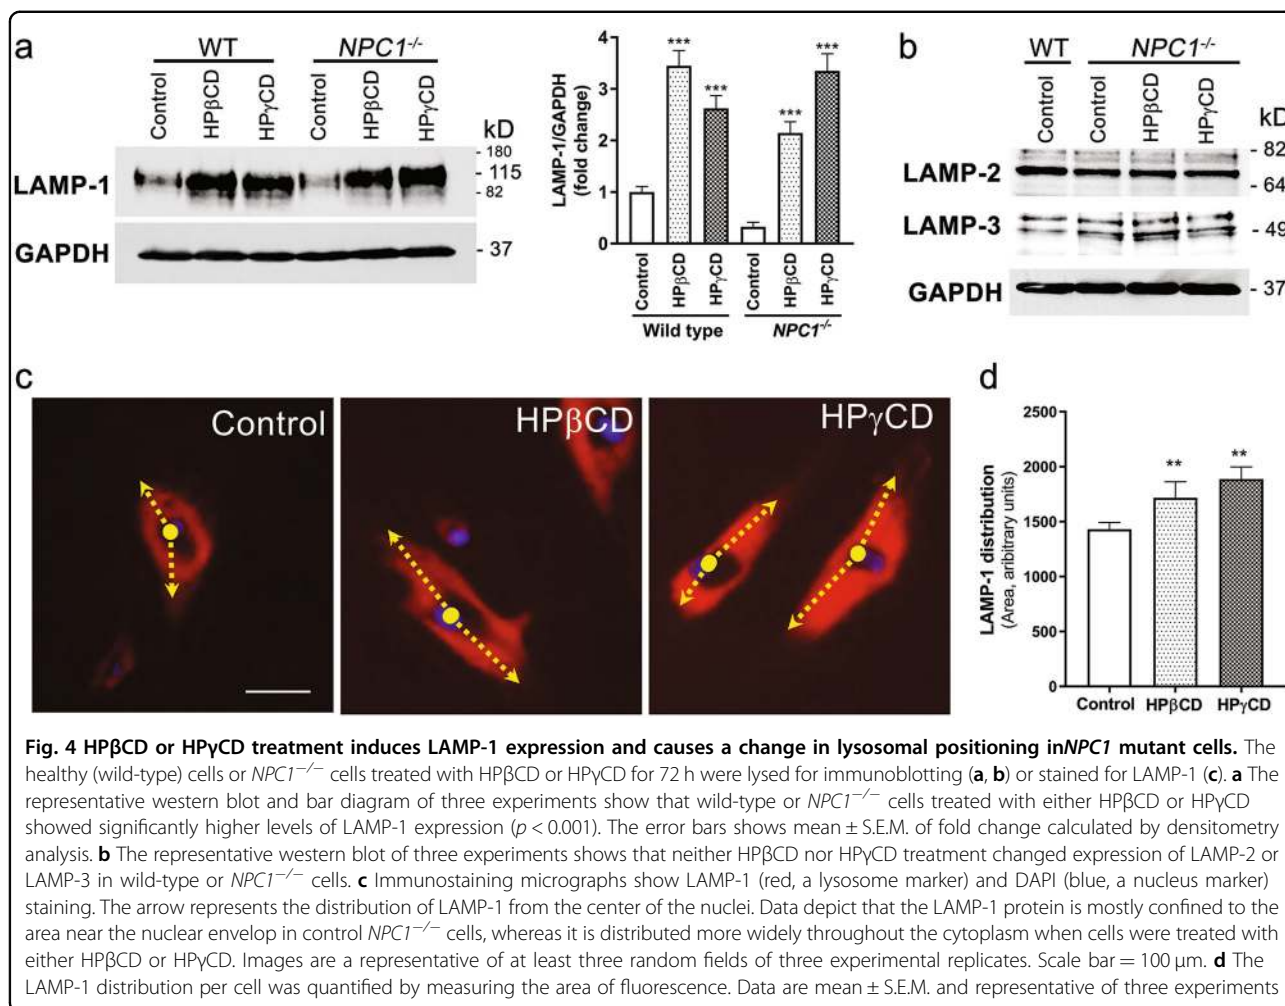 a
WT
NPC1-/-
Control
HPβCD
HPγCD
Control
HPβCD
HPγCD
kD
LAMP-1
- 180
- 115
- 82
GAPDH
- 37
LAMP-1/GAPDH
(fold change)
4
3
2
1
0
***
***
***
***
Control
HPβCD
HPγCD
Control
HPβCD
HPγCD
Wild type
NPC1-/-
b
WT
NPC1-/-
Control
Control
HPβCD
HPγCD
kD
LAMP-2
- 82
- 64
LAMP-3
- 49
GAPDH
- 37
c
Control
HPβCD
HPγCD
d
LAMP-1 distribution
(Area, aribitrary units)
2500
2000
1500
1000
500
0
**
**
Control
HPβCD
HPγCD
Fig. 4 HPβCD or HPγCD treatment induces LAMP-1 expression and causes a change in lysosomal positioning inNPC1 mutant cells. The
healthy (wild-type) cells or NPC1−/− cells treated with HPβCD or HPγCD for 72 h were lysed for immunoblotting (a, b) or stained for LAMP-1 (c). a The
representative western blot and bar diagram of three experiments show that wild-type or NPC1−/− cells treated with either HPβCD or HPγCD
showed significantly higher levels of LAMP-1 expression (p < 0.001). The error bars shows mean ± S.E.M. of fold change calculated by densitometry
analysis. b The representative western blot of three experiments shows that neither HPβCD nor HPγCD treatment changed expression of LAMP-2 or
LAMP-3 in wild-type or NPC1−/− cells. c Immunostaining micrographs show LAMP-1 (red, a lysosome marker) and DAPI (blue, a nucleus marker)
staining. The arrow represents the distribution of LAMP-1 from the center of the nuclei. Data depict that the LAMP-1 protein is mostly confined to the
area near the nuclear envelop in control NPC1−/− cells, whereas it is distributed more widely throughout the cytoplasm when cells were treated with
either HPβCD or HPγCD. Images are a representative of at least three random fields of three experimental replicates. Scale bar = 100 μm. d The
LAMP-1 distribution per cell was quantified by measuring the area of fluorescence. Data are mean ± S.E.M. and representative of three experiments